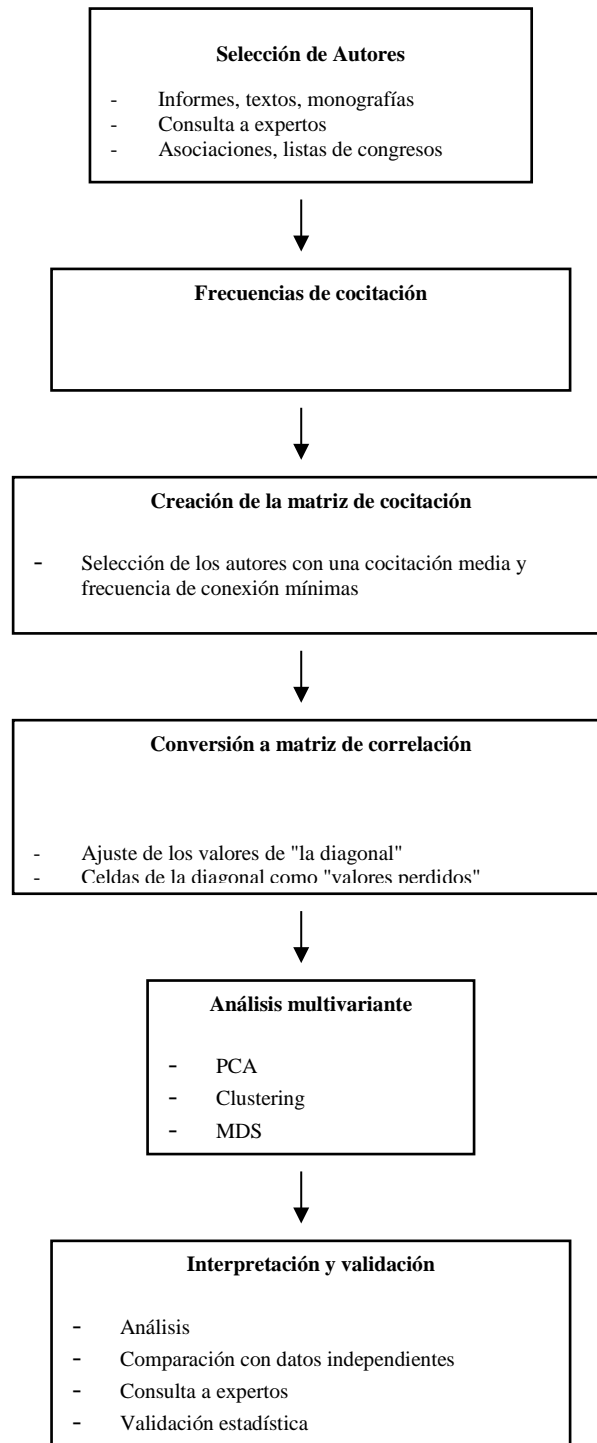 Selección de Autores
- Informes, textos, monografías
- Consulta a expertos
- Asociaciones, listas de congresos
Frecuencias de cocitación
Creación de la matriz de cocitación
- Selección de los autores con una cocitación media y
frecuencia de conexión mínimas
Conversión a matriz de correlación
- Ajuste de los valores de "la diagonal"
- Celdas de la diagonal como "valores perdidos"
Análisis multivariante
- PCA
- Clustering
- MDS
Interpretación y validación
- Análisis
- Comparación con datos independientes
- Consulta a expertos
- Validación estadística